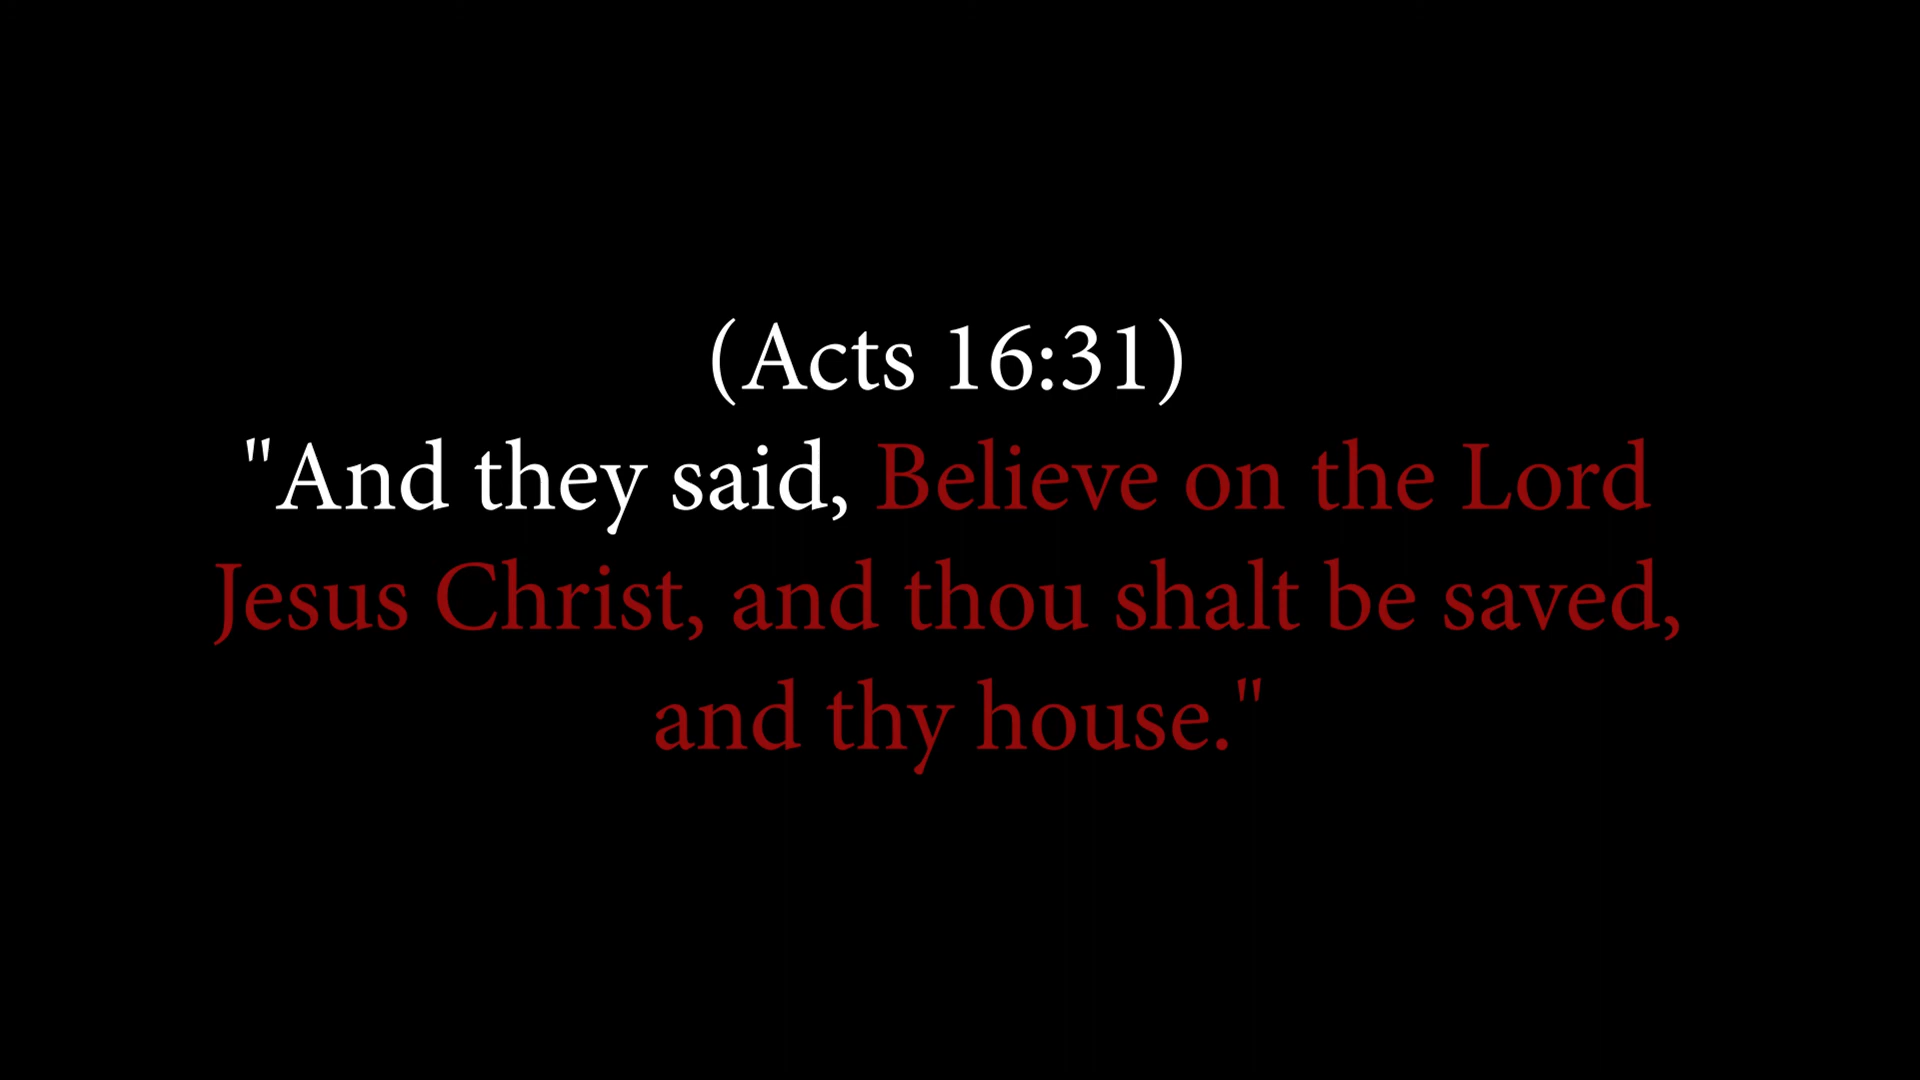 (Acts 16:31)
"And they said, Believe on the Lord
Jesus Christ, and thou shalt be saved,
and thy house."